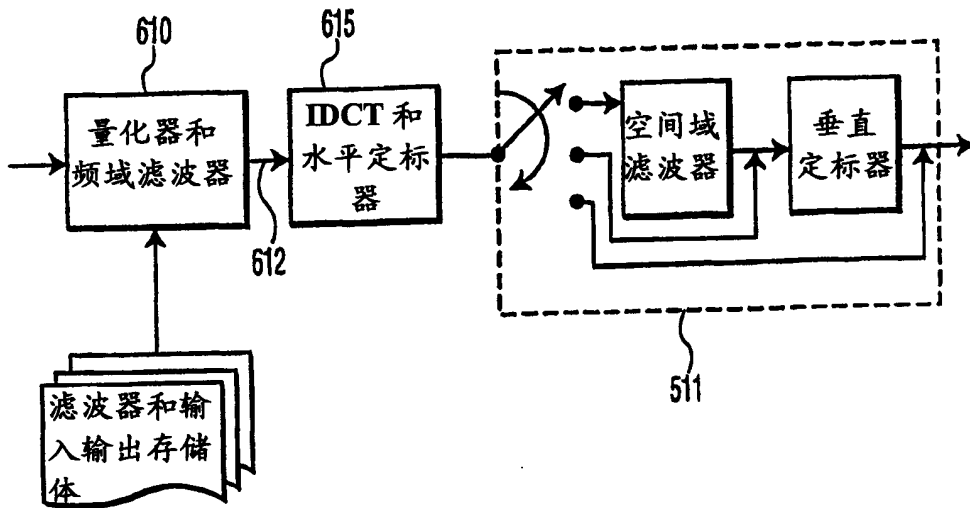 610
615
量化器和
频域滤波器
IDCT 和
水平定标
器
空间域
滤波器
垂直
定标器
612
511
滤波器和输
入输出存储
体